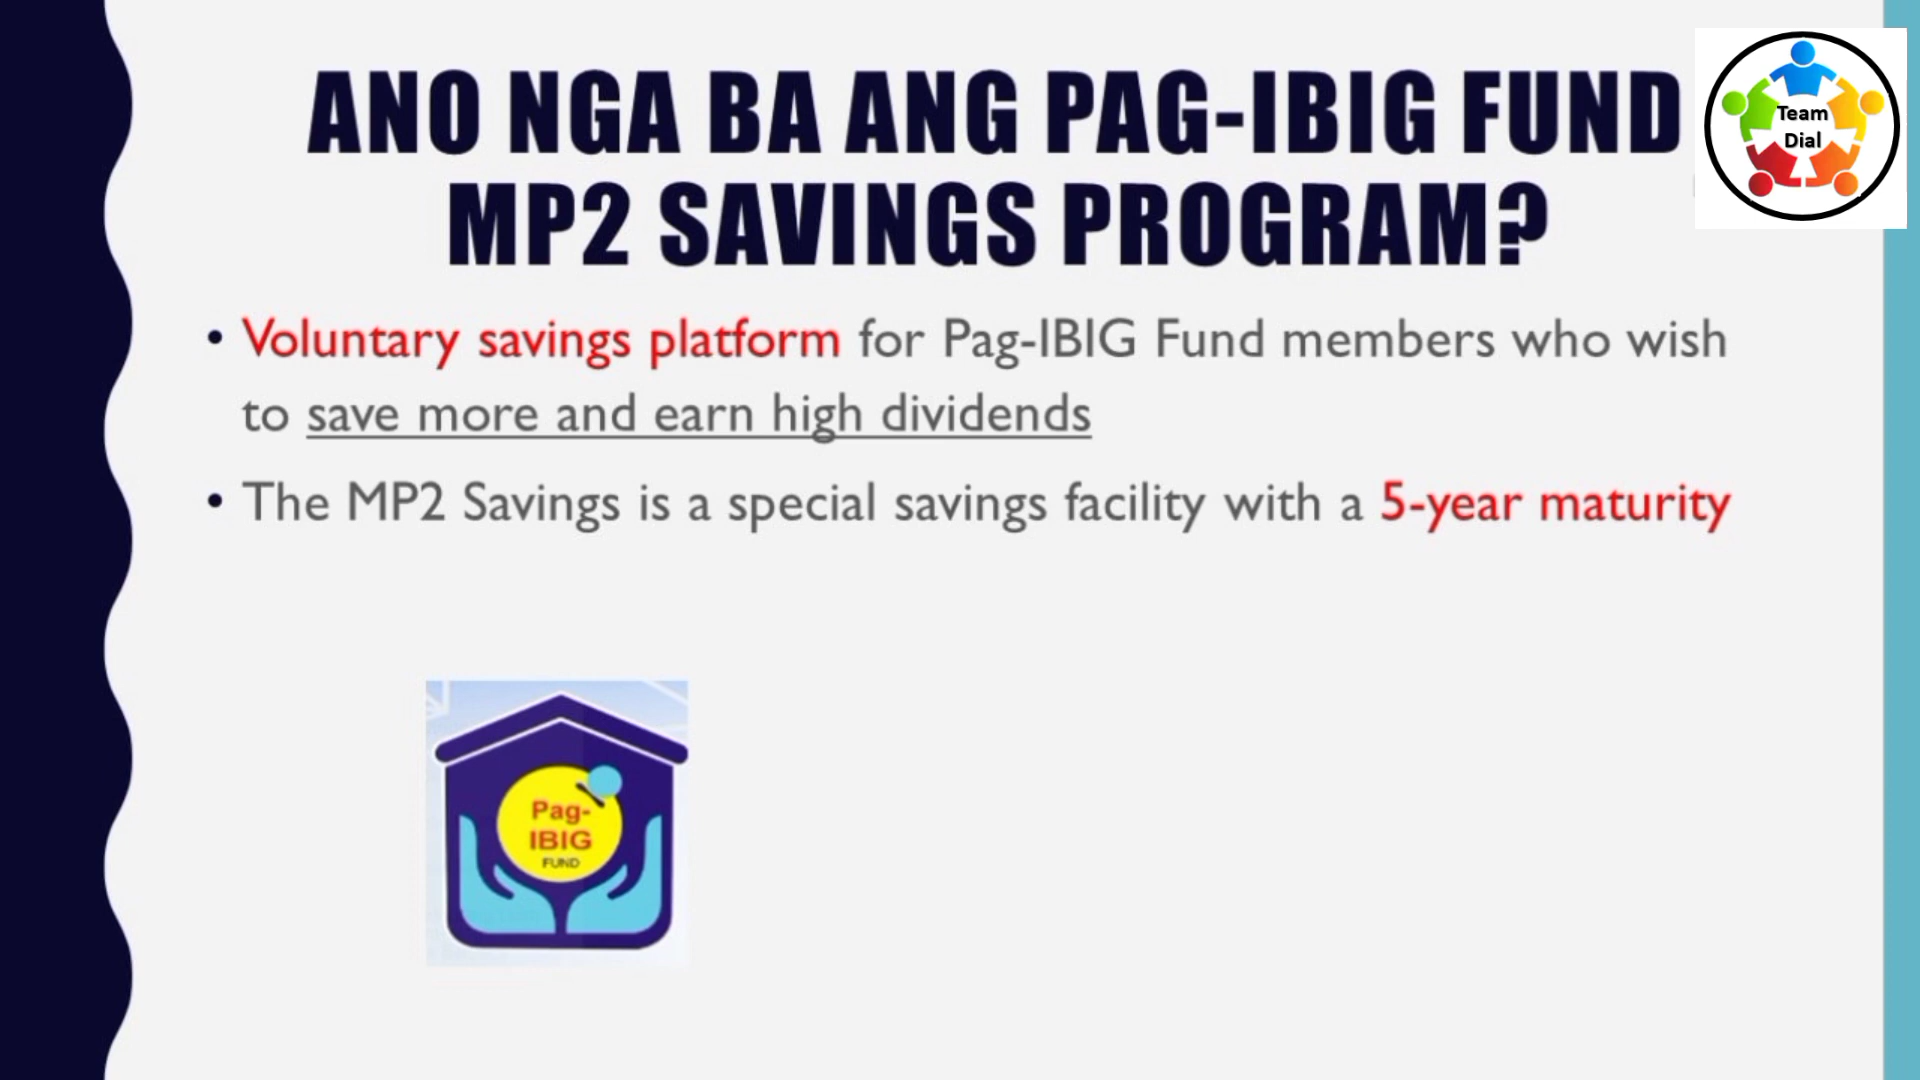 ANO NGA BA ANG PAG-IBIG FUND
MP2 SAVINGS PROGRAM?
Team
Dial
• Voluntary savings platform for Pag-IBIG Fund members who wish
to save more and earn high dividends
• The MP2 Savings is a special savings facility with a 5-year maturity
Pag-
IBIG
FUND